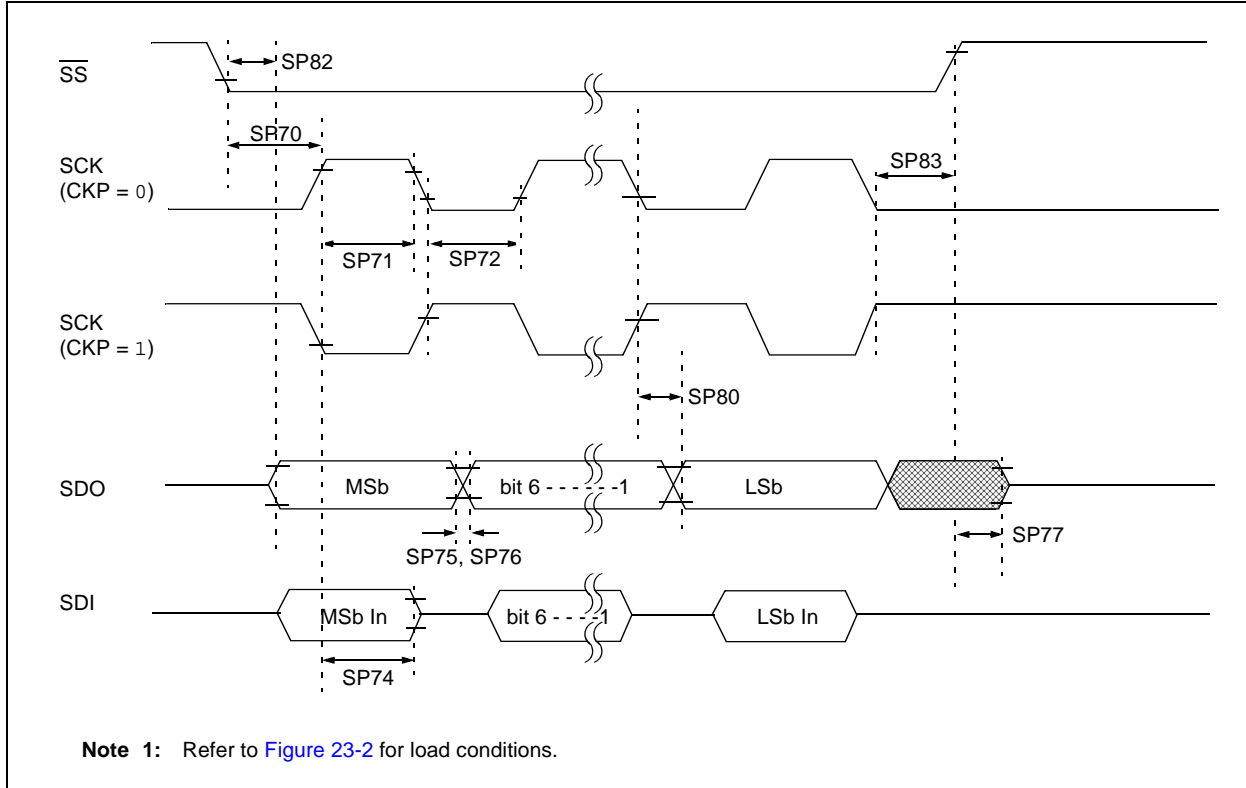 SS
SP82
SP70
SCK
(CKP = 0)
SP83
SP71
SP72
SCK
(CKP = 1)
SP80
SDO
MSb
bit 6 - - - - - -1
LSb
SP75, SP76
SP77
SDI
MSb In
bit 6 - - - -1
LSb In
SP74
Note 1: Refer to Figure 23-2 for load conditions.